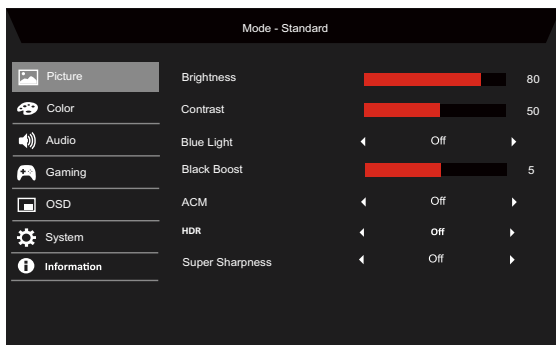 Mode - Standard
Picture
Color
Audio
Gaming
OSD
System
Information
Brightness 80
Contrast 50
Blue Light Off
Black Boost 5
ACM Off
HDR Off
Super Sharpness Off